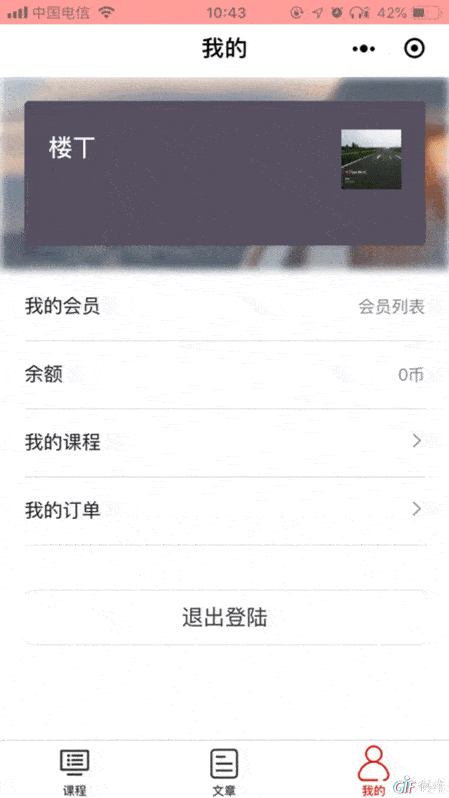 中国电信 10:43 42%
我的
楼丅
我的会员 会员列表
余额 0币
我的课程
我的订单
退出登陆
课程 文章 我的
GIF